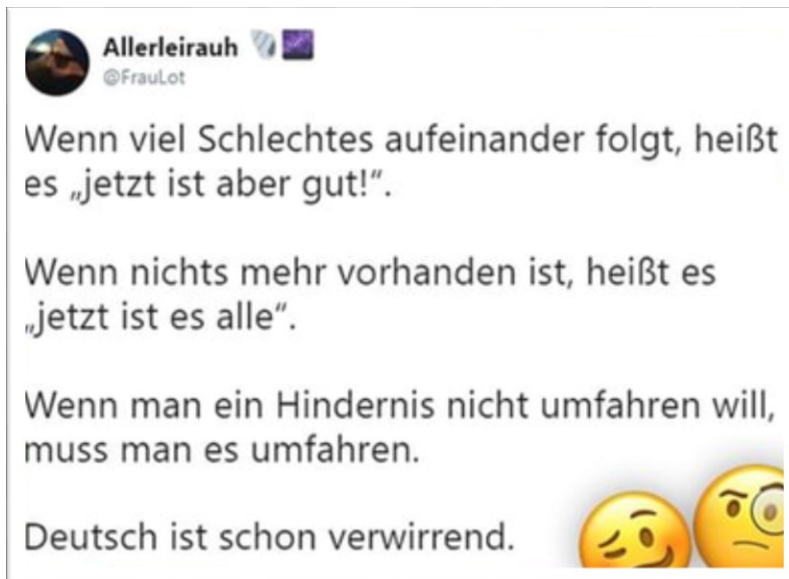 Allerleirauh
@FrauLot
Wenn viel Schlechtes aufeinander folgt, heißt
es „jetzt ist aber gut!“.
Wenn nichts mehr vorhanden ist, heißt es
„jetzt ist es alle“.
Wenn man ein Hindernis nicht umfahren will,
muss man es umfahren.
Deutsch ist schon verwirrend.